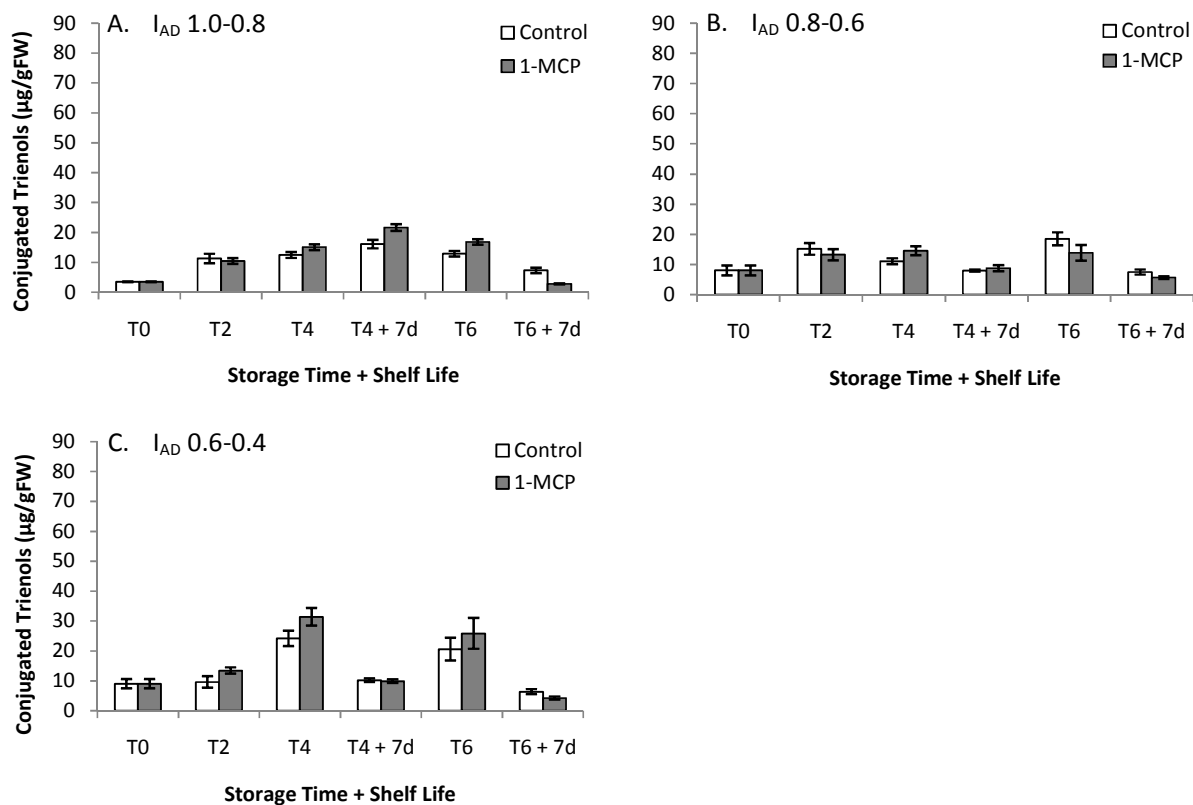 A. I_AD 1.0-0.8
Control
1-MCP
Conjugated Trienols (µg/gFW)
90
80
70
60
50
40
30
20
10
0
T0 T2 T4 T4 + 7d T6 T6 + 7d
Storage Time + Shelf Life
B. I_AD 0.8-0.6
Control
1-MCP
90
80
70
60
50
40
30
20
10
0
T0 T2 T4 T4 + 7d T6 T6 + 7d
Storage Time + Shelf Life
C. I_AD 0.6-0.4
Control
1-MCP
Conjugated Trienols (µg/gFW)
90
80
70
60
50
40
30
20
10
0
T0 T2 T4 T4 + 7d T6 T6 + 7d
Storage Time + Shelf Life